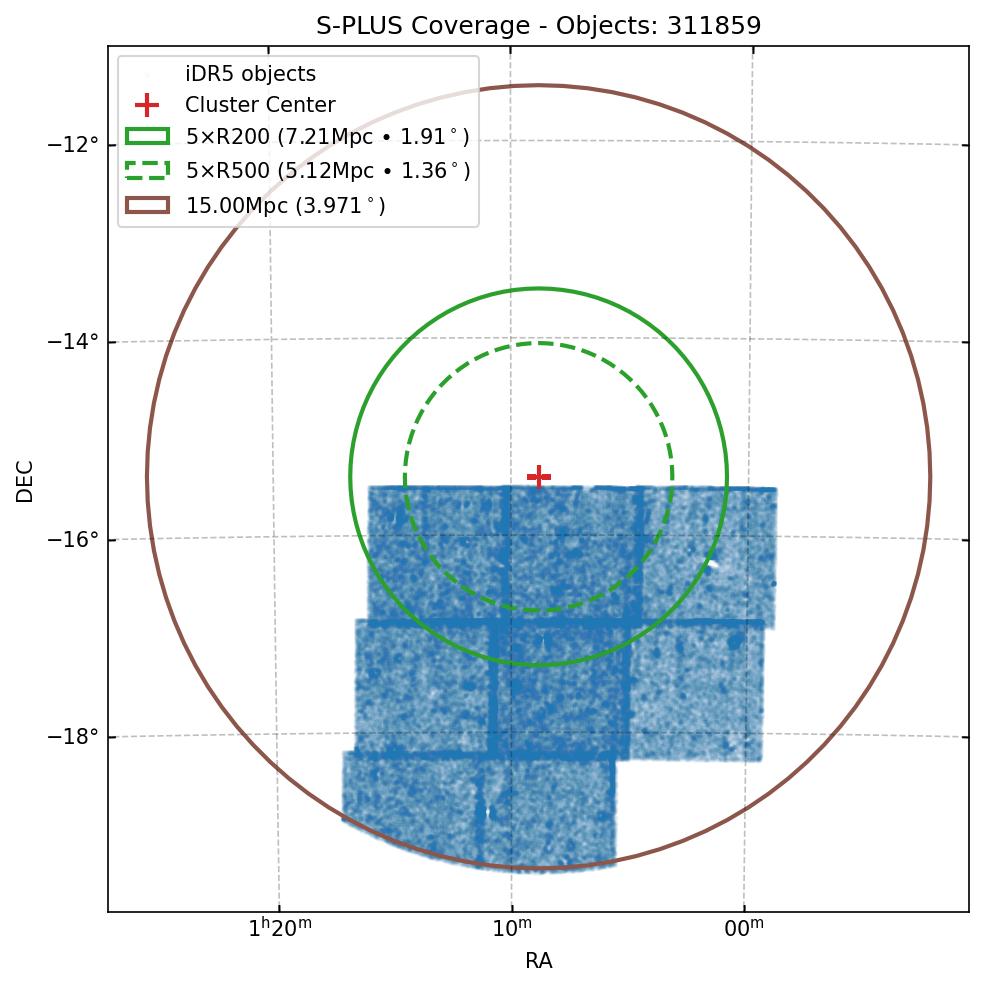 S-PLUS Coverage - Objects: 311859
iDR5 objects
Cluster Center
5×R200 (7.21Mpc • 1.91°)
5×R500 (5.12Mpc • 1.36°)
15.00Mpc (3.971°)
−12°
−14°
−16°
−18°
DEC
1h20m 10m 00m
RA